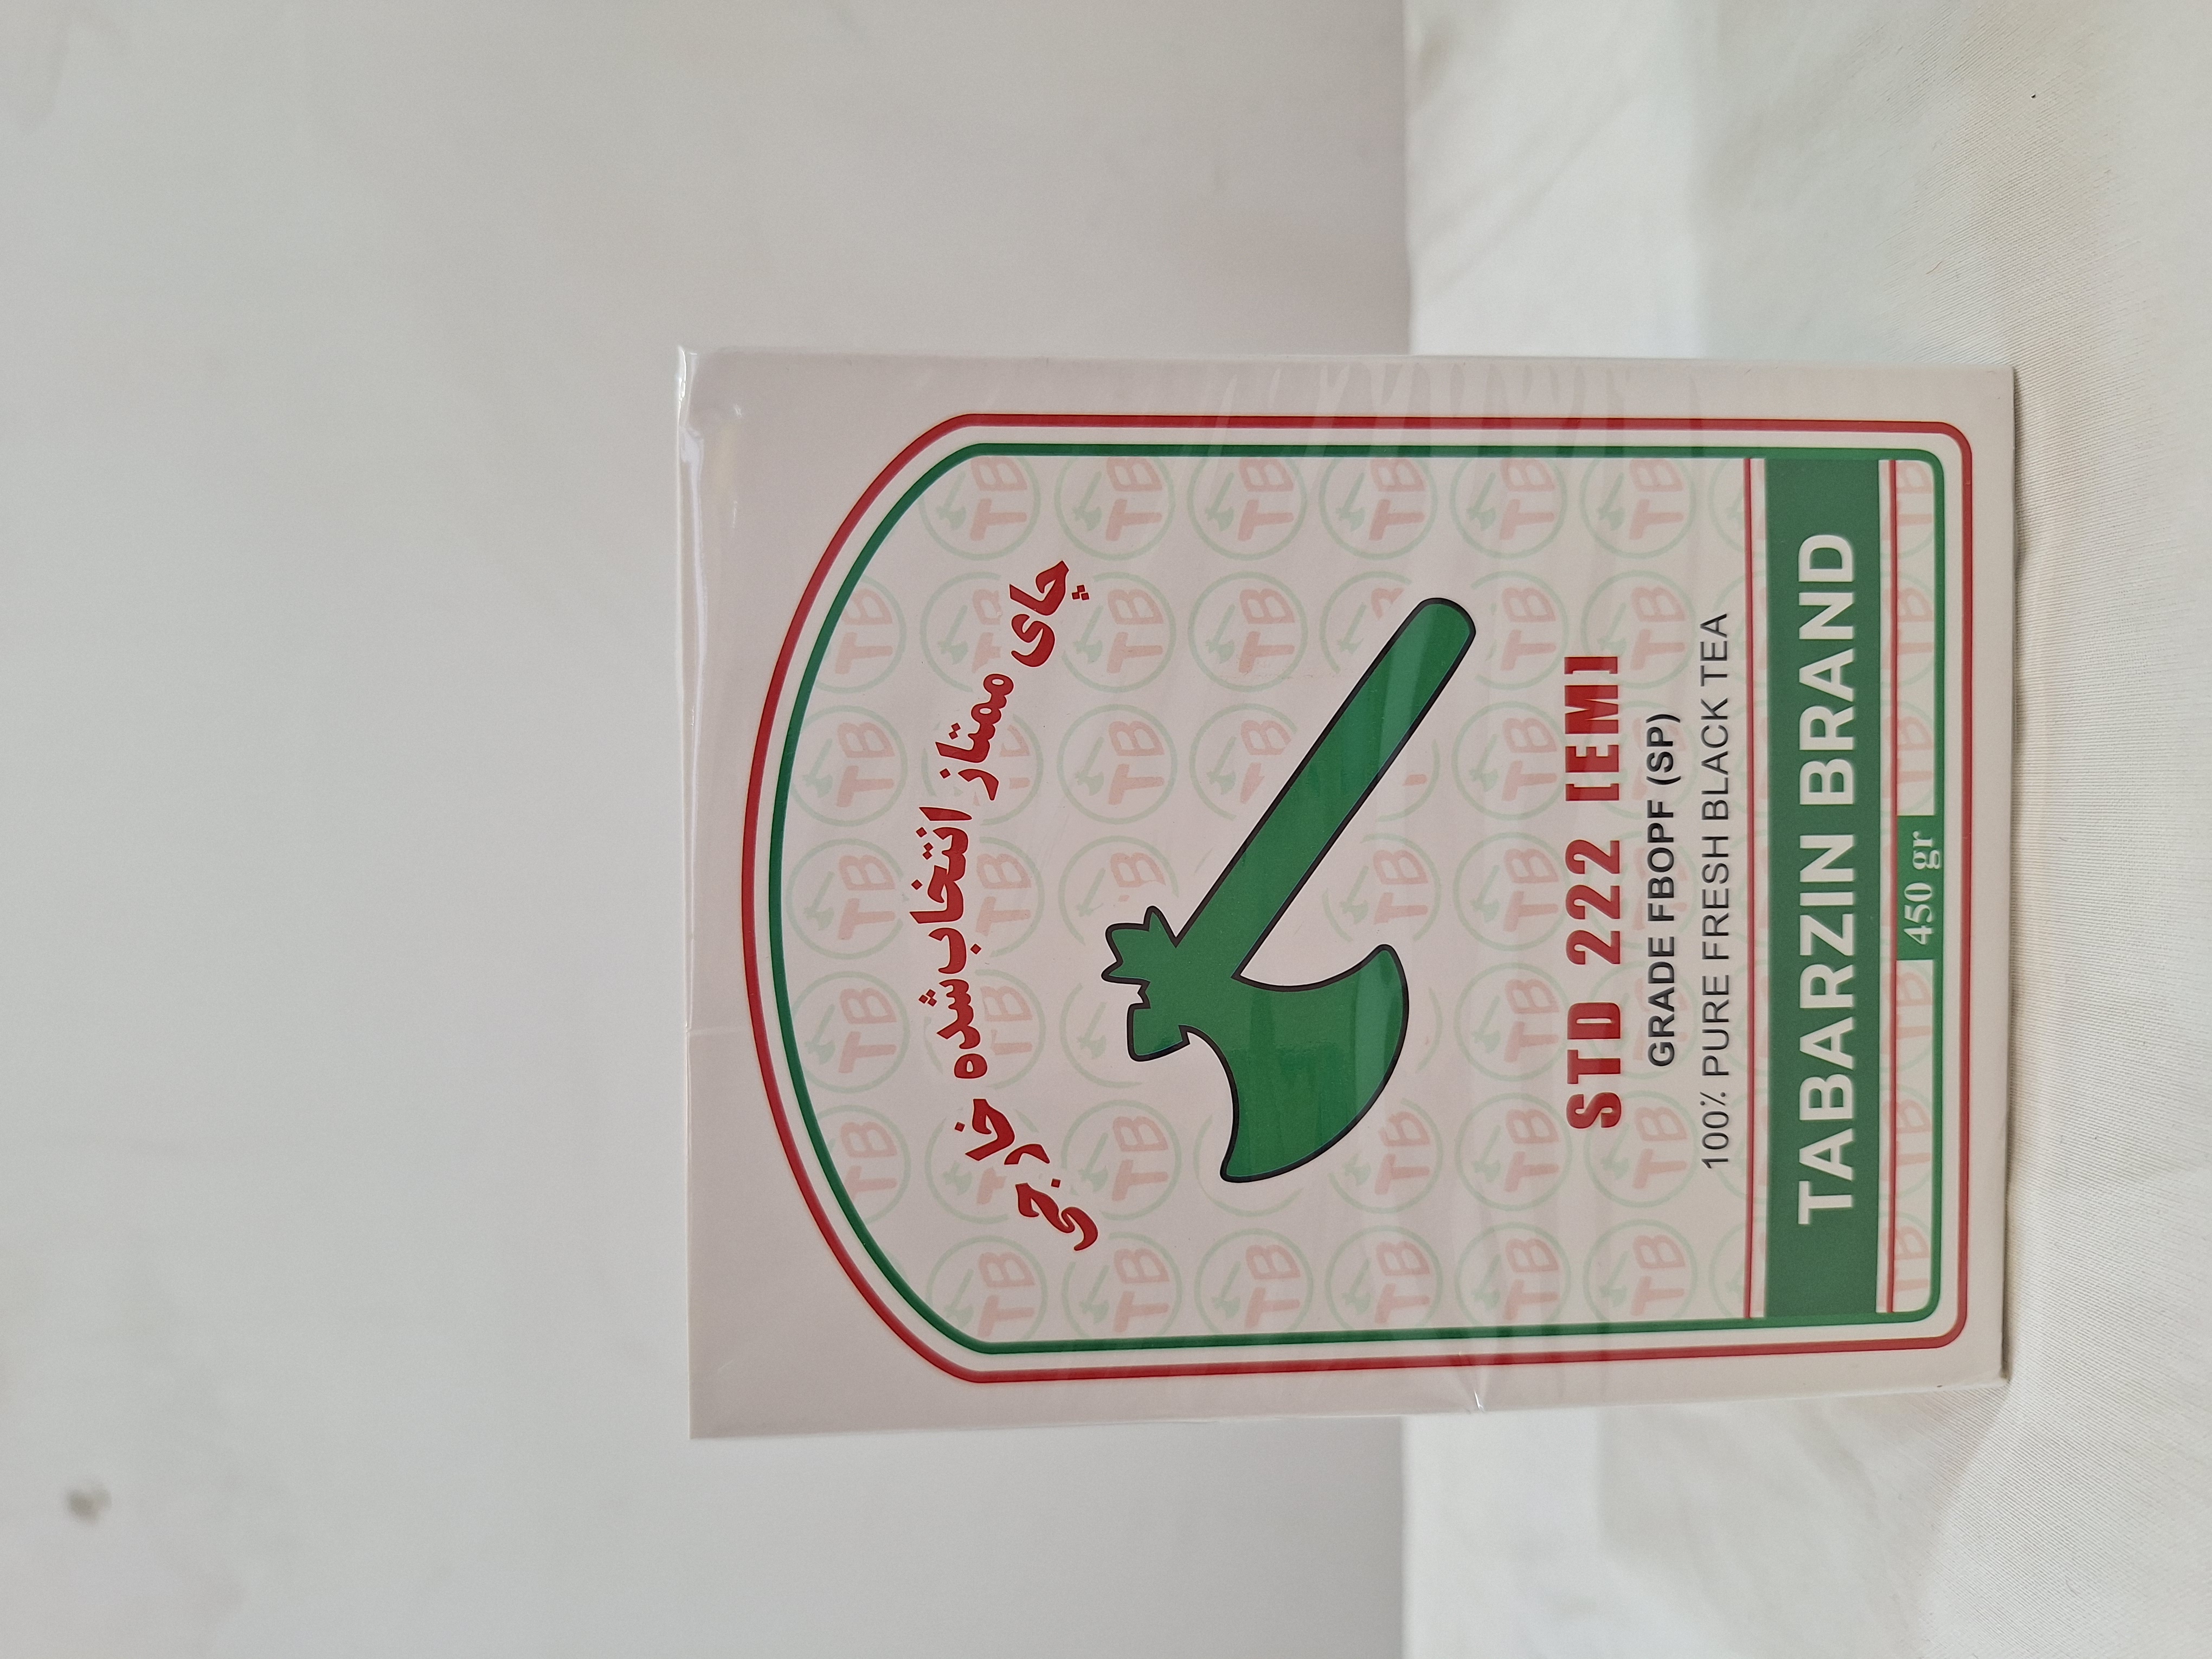 چای ممتاز انتخاب‌شده خارجی
STD 222 [EM]
GRADE FBOPF (SP)
100% PURE FRESH BLACK TEA
TABARZIN BRAND
450 gr
TB